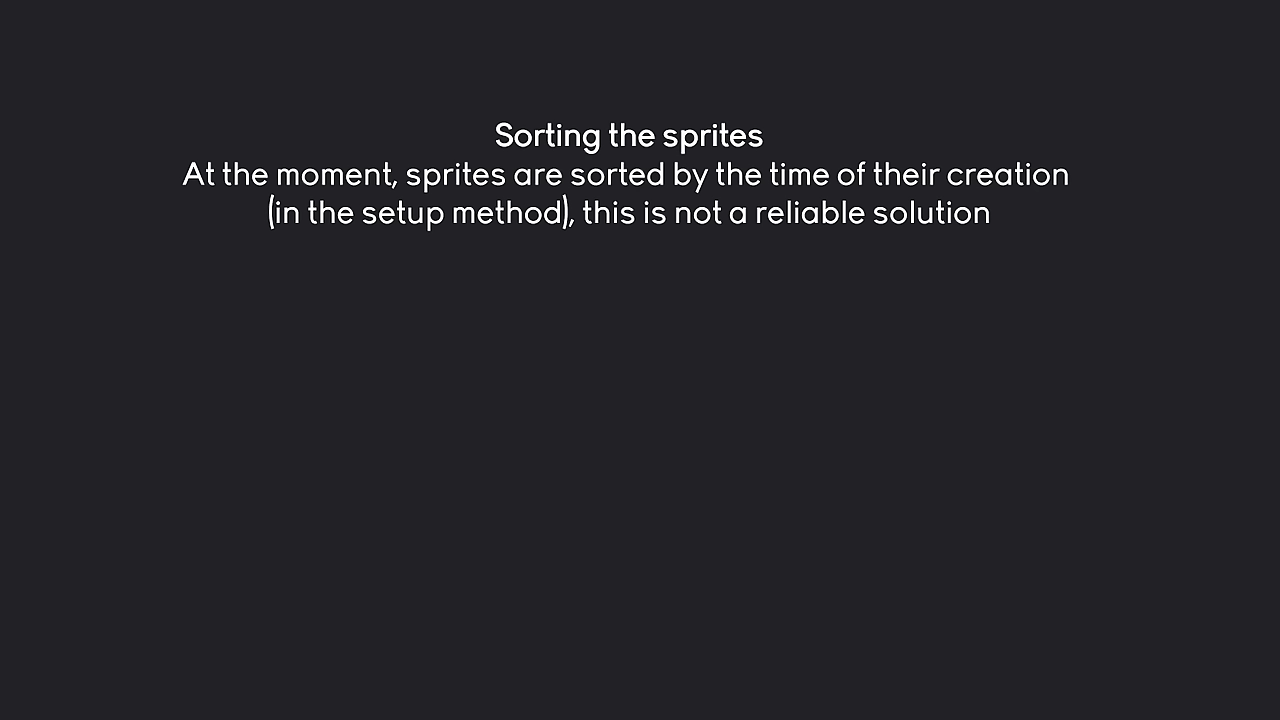 Sorting the sprites
At the moment, sprites are sorted by the time of their creation
(in the setup method), this is not a reliable solution